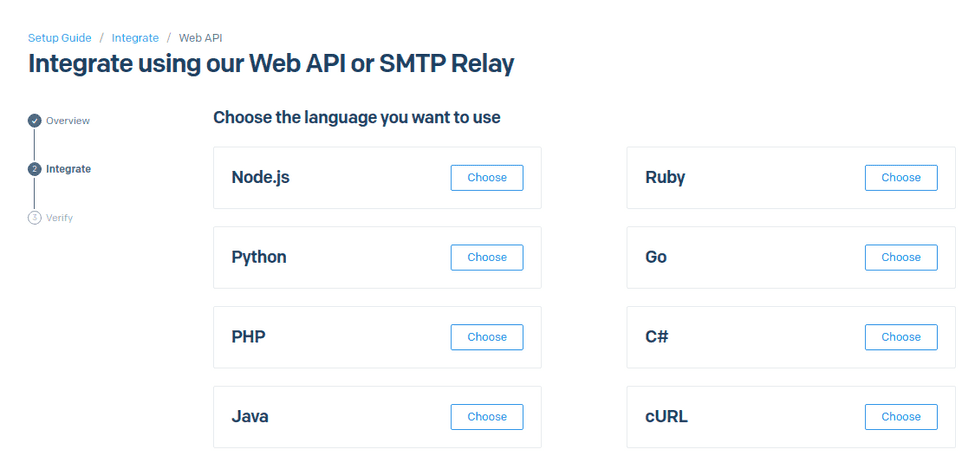 Setup Guide / Integrate / Web API
Integrate using our Web API or SMTP Relay
Overview
2 Integrate
3 Verify
Choose the language you want to use
Node.js Choose
Ruby Choose
Python Choose
Go Choose
PHP Choose
C# Choose
Java Choose
cURL Choose